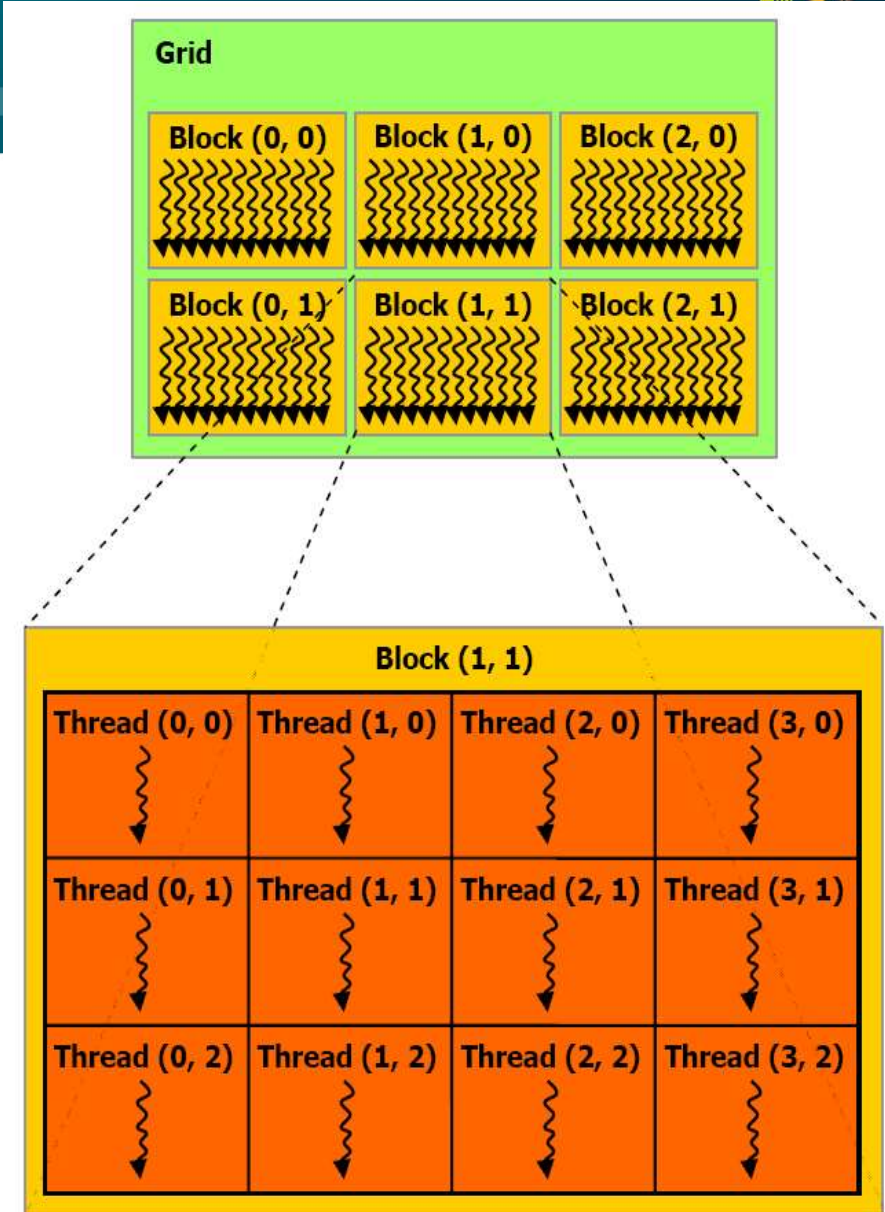 Grid
Block (0, 0) Block (1, 0) Block (2, 0)
Block (0, 1) Block (1, 1) Block (2, 1)
Block (1, 1)
Thread (0, 0) Thread (1, 0) Thread (2, 0) Thread (3, 0)
Thread (0, 1) Thread (1, 1) Thread (2, 1) Thread (3, 1)
Thread (0, 2) Thread (1, 2) Thread (2, 2) Thread (3, 2)